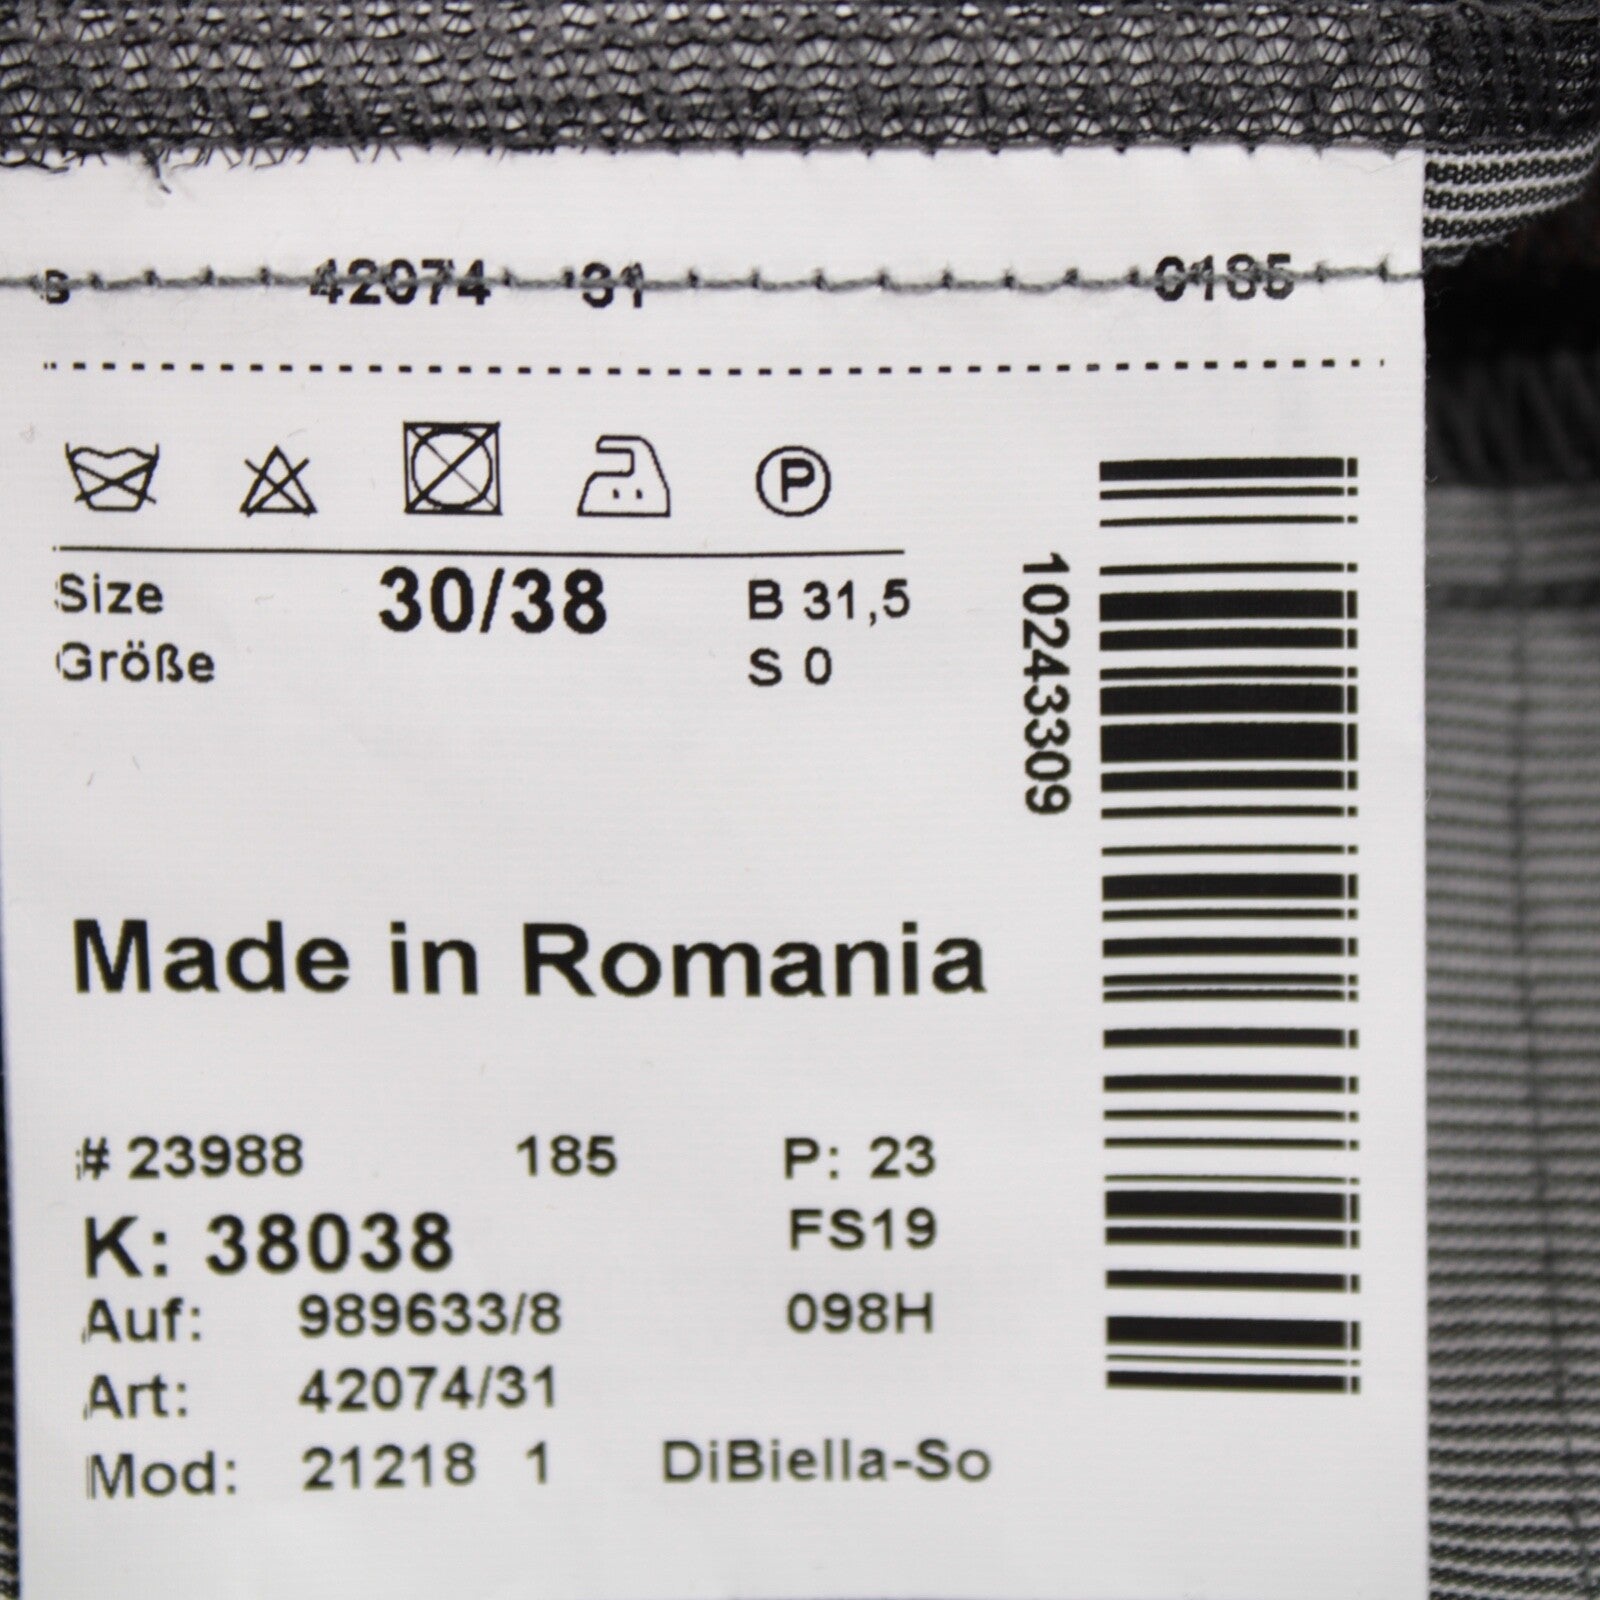 s 42074 31 0185
P
Size 30/38 B 31,5
Größe S 0
10243309
Made in Romania
# 23988 185 P: 23
K: 38038 FS19
Auf: 989633/8 098H
Art: 42074/31
Mod: 21218 1 DiBiella-So